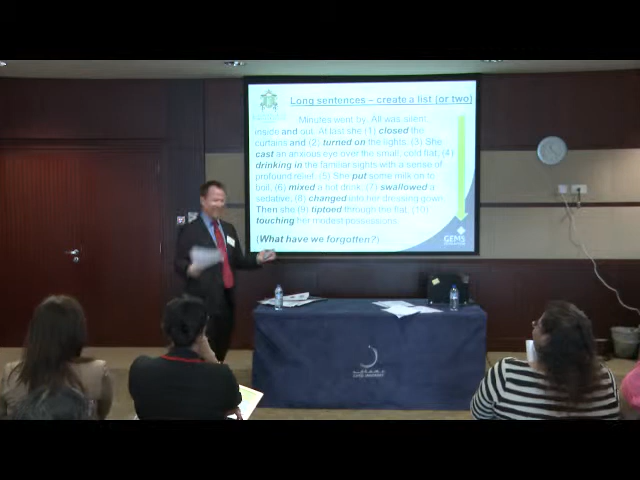 Long sentences – create a list (or two)
Minutes went by. All was silent
inside and out. At last she (1) closed the
curtains and (2) turned on the lights. (3) She
cast an anxious eye over the small, cold flat, (4)
drinking in the familiar sights with a sense of
profound relief. (5) She put some milk on to
boil, (6) mixed a hot drink, (7) swallowed a
sedative, (8) changed into her dressing gown.
Then she (9) tiptoed through the flat, (10)
touching her modest possessions.
(What have we forgotten?)
GEMS